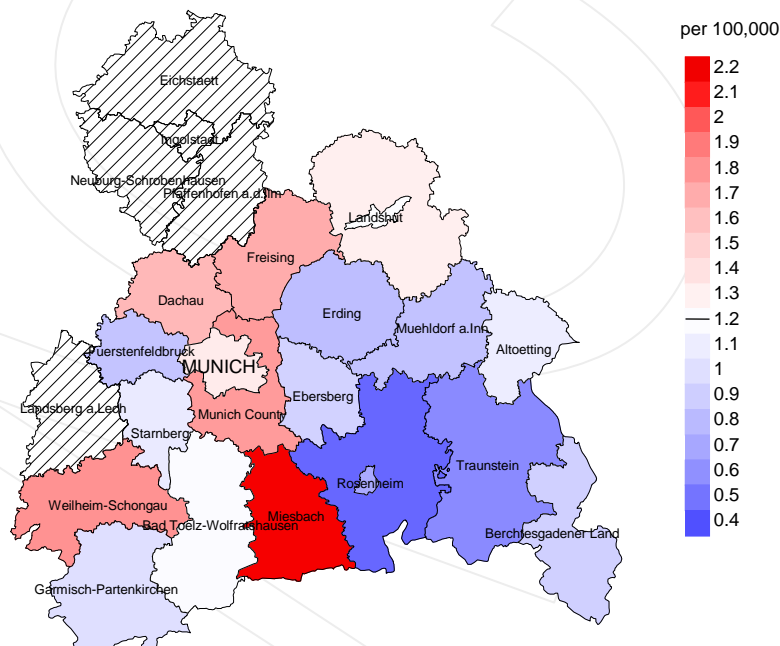 per 100,000
2.2
2.1
2
1.9
1.8
1.7
1.6
1.5
1.4
1.3
1.2
1.1
1
0.9
0.8
0.7
0.6
0.5
0.4
Eichstaett
Ingolstadt
Neuburg-Schrobenhausen
Pfaffenhofen a.d.Ilm
Landshut
Freising
Dachau
Erding
Muehldorf a.Inn
Altoetting
Fuerstenfeldbruck
MUNICH
Ebersberg
Landsberg a.Lech
Munich County
Starnberg
Traunstein
Rosenheim
Weilheim-Schongau
Miesbach
Bad Toelz-Wolfratshausen
Berchtesgadener Land
Garmisch-Partenkirchen